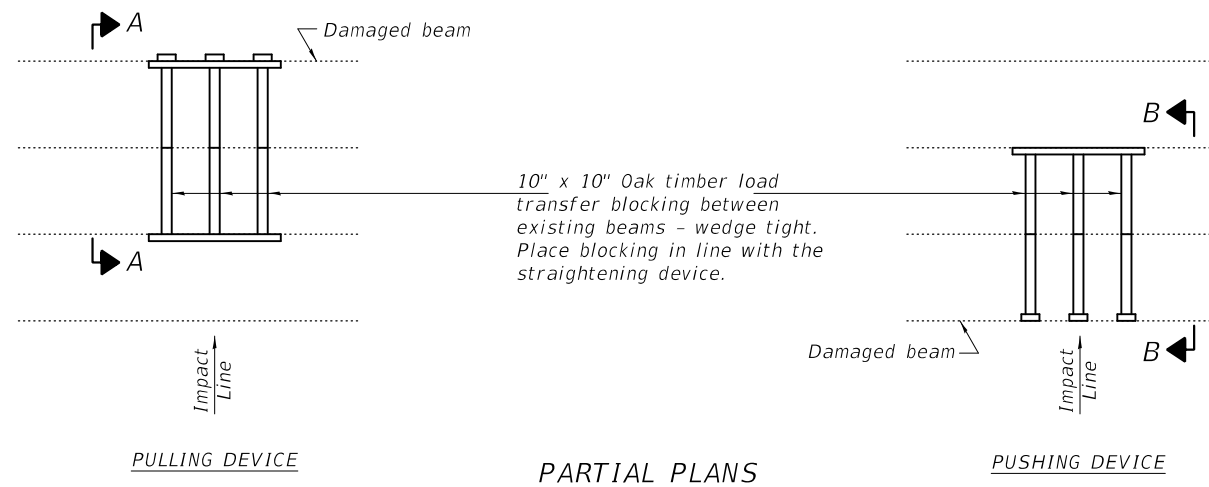 A
Damaged beam
A
Impact
Line
PULLING DEVICE
10" x 10" Oak timber load
transfer blocking between
existing beams - wedge tight.
Place blocking in line with the
straightening device.
PARTIAL PLANS
B
Damaged beam
B
Impact
Line
PUSHING DEVICE